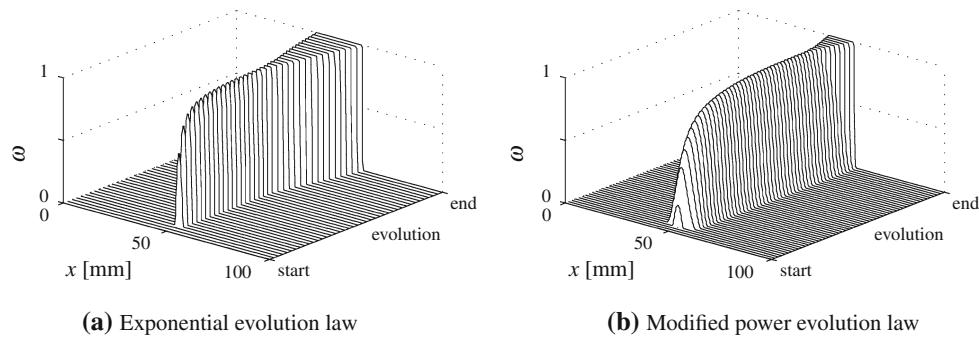 1
ω
0
0
50
x [mm]
100
start
evolution
end
(a) Exponential evolution law
1
ω
0
0
50
x [mm]
100
start
evolution
end
(b) Modified power evolution law